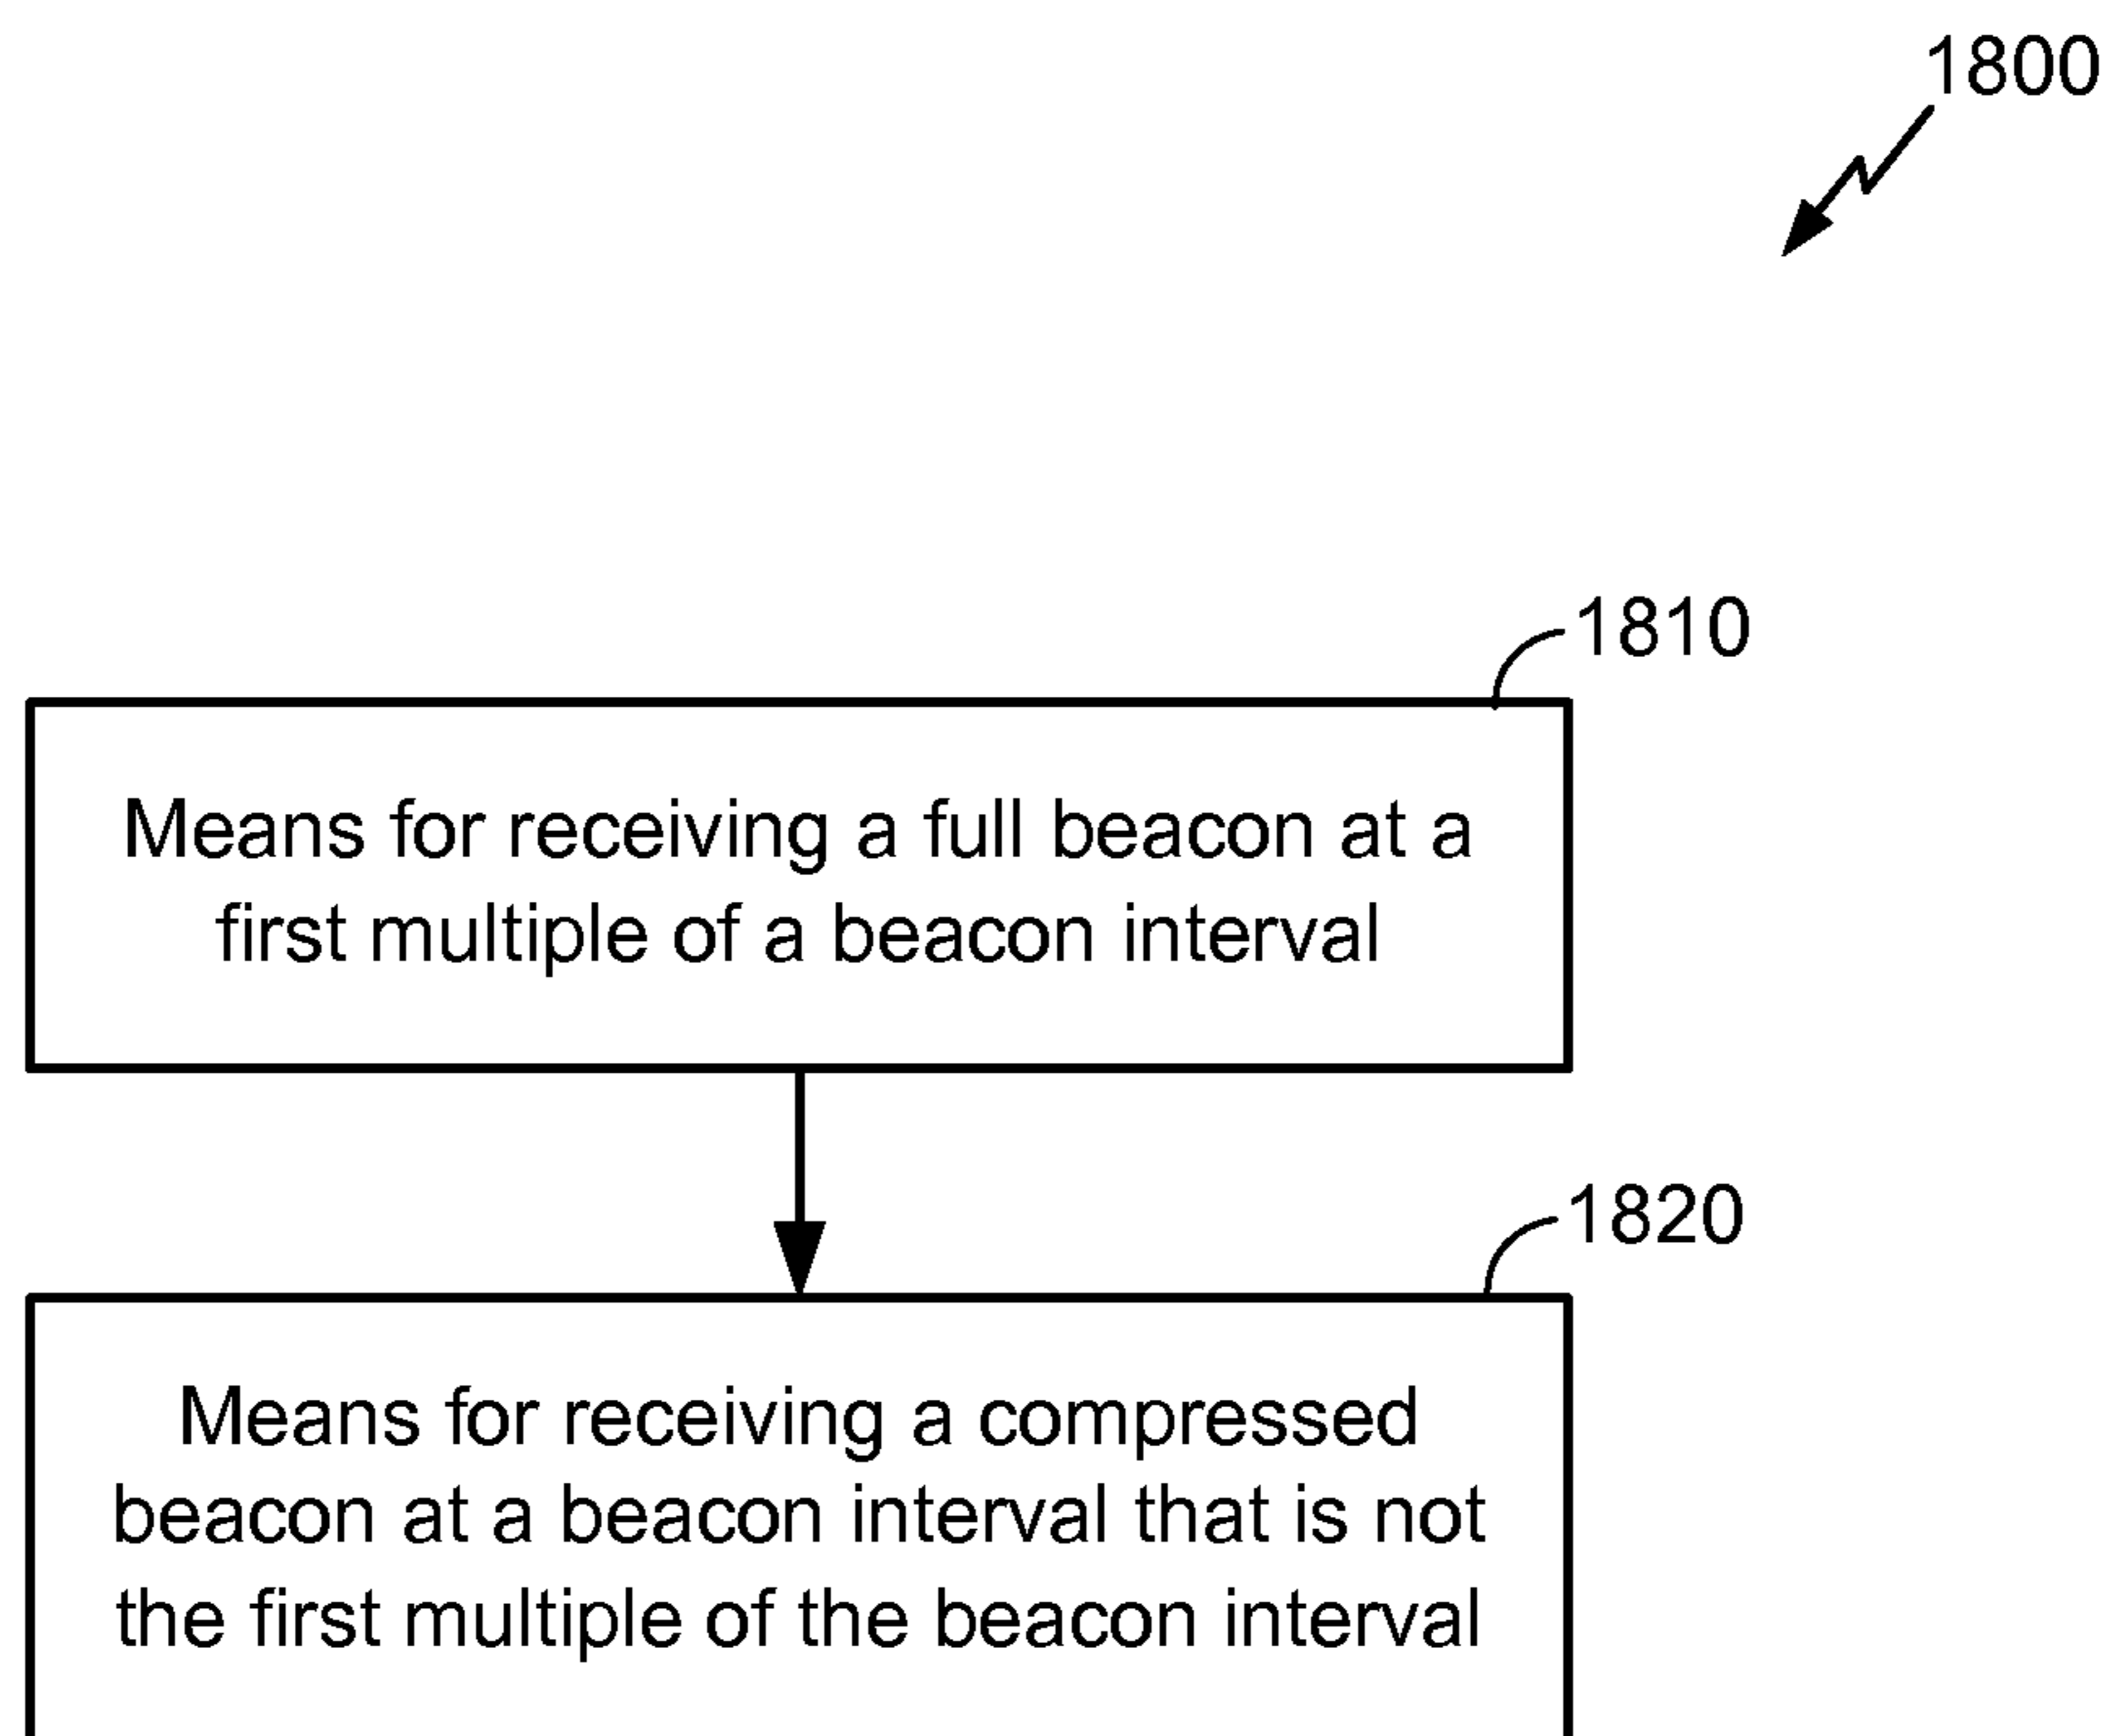 1800
1810
Means for receiving a full beacon at a
first multiple of a beacon interval
1820
Means for receiving a compressed
beacon at a beacon interval that is not
the first multiple of the beacon interval